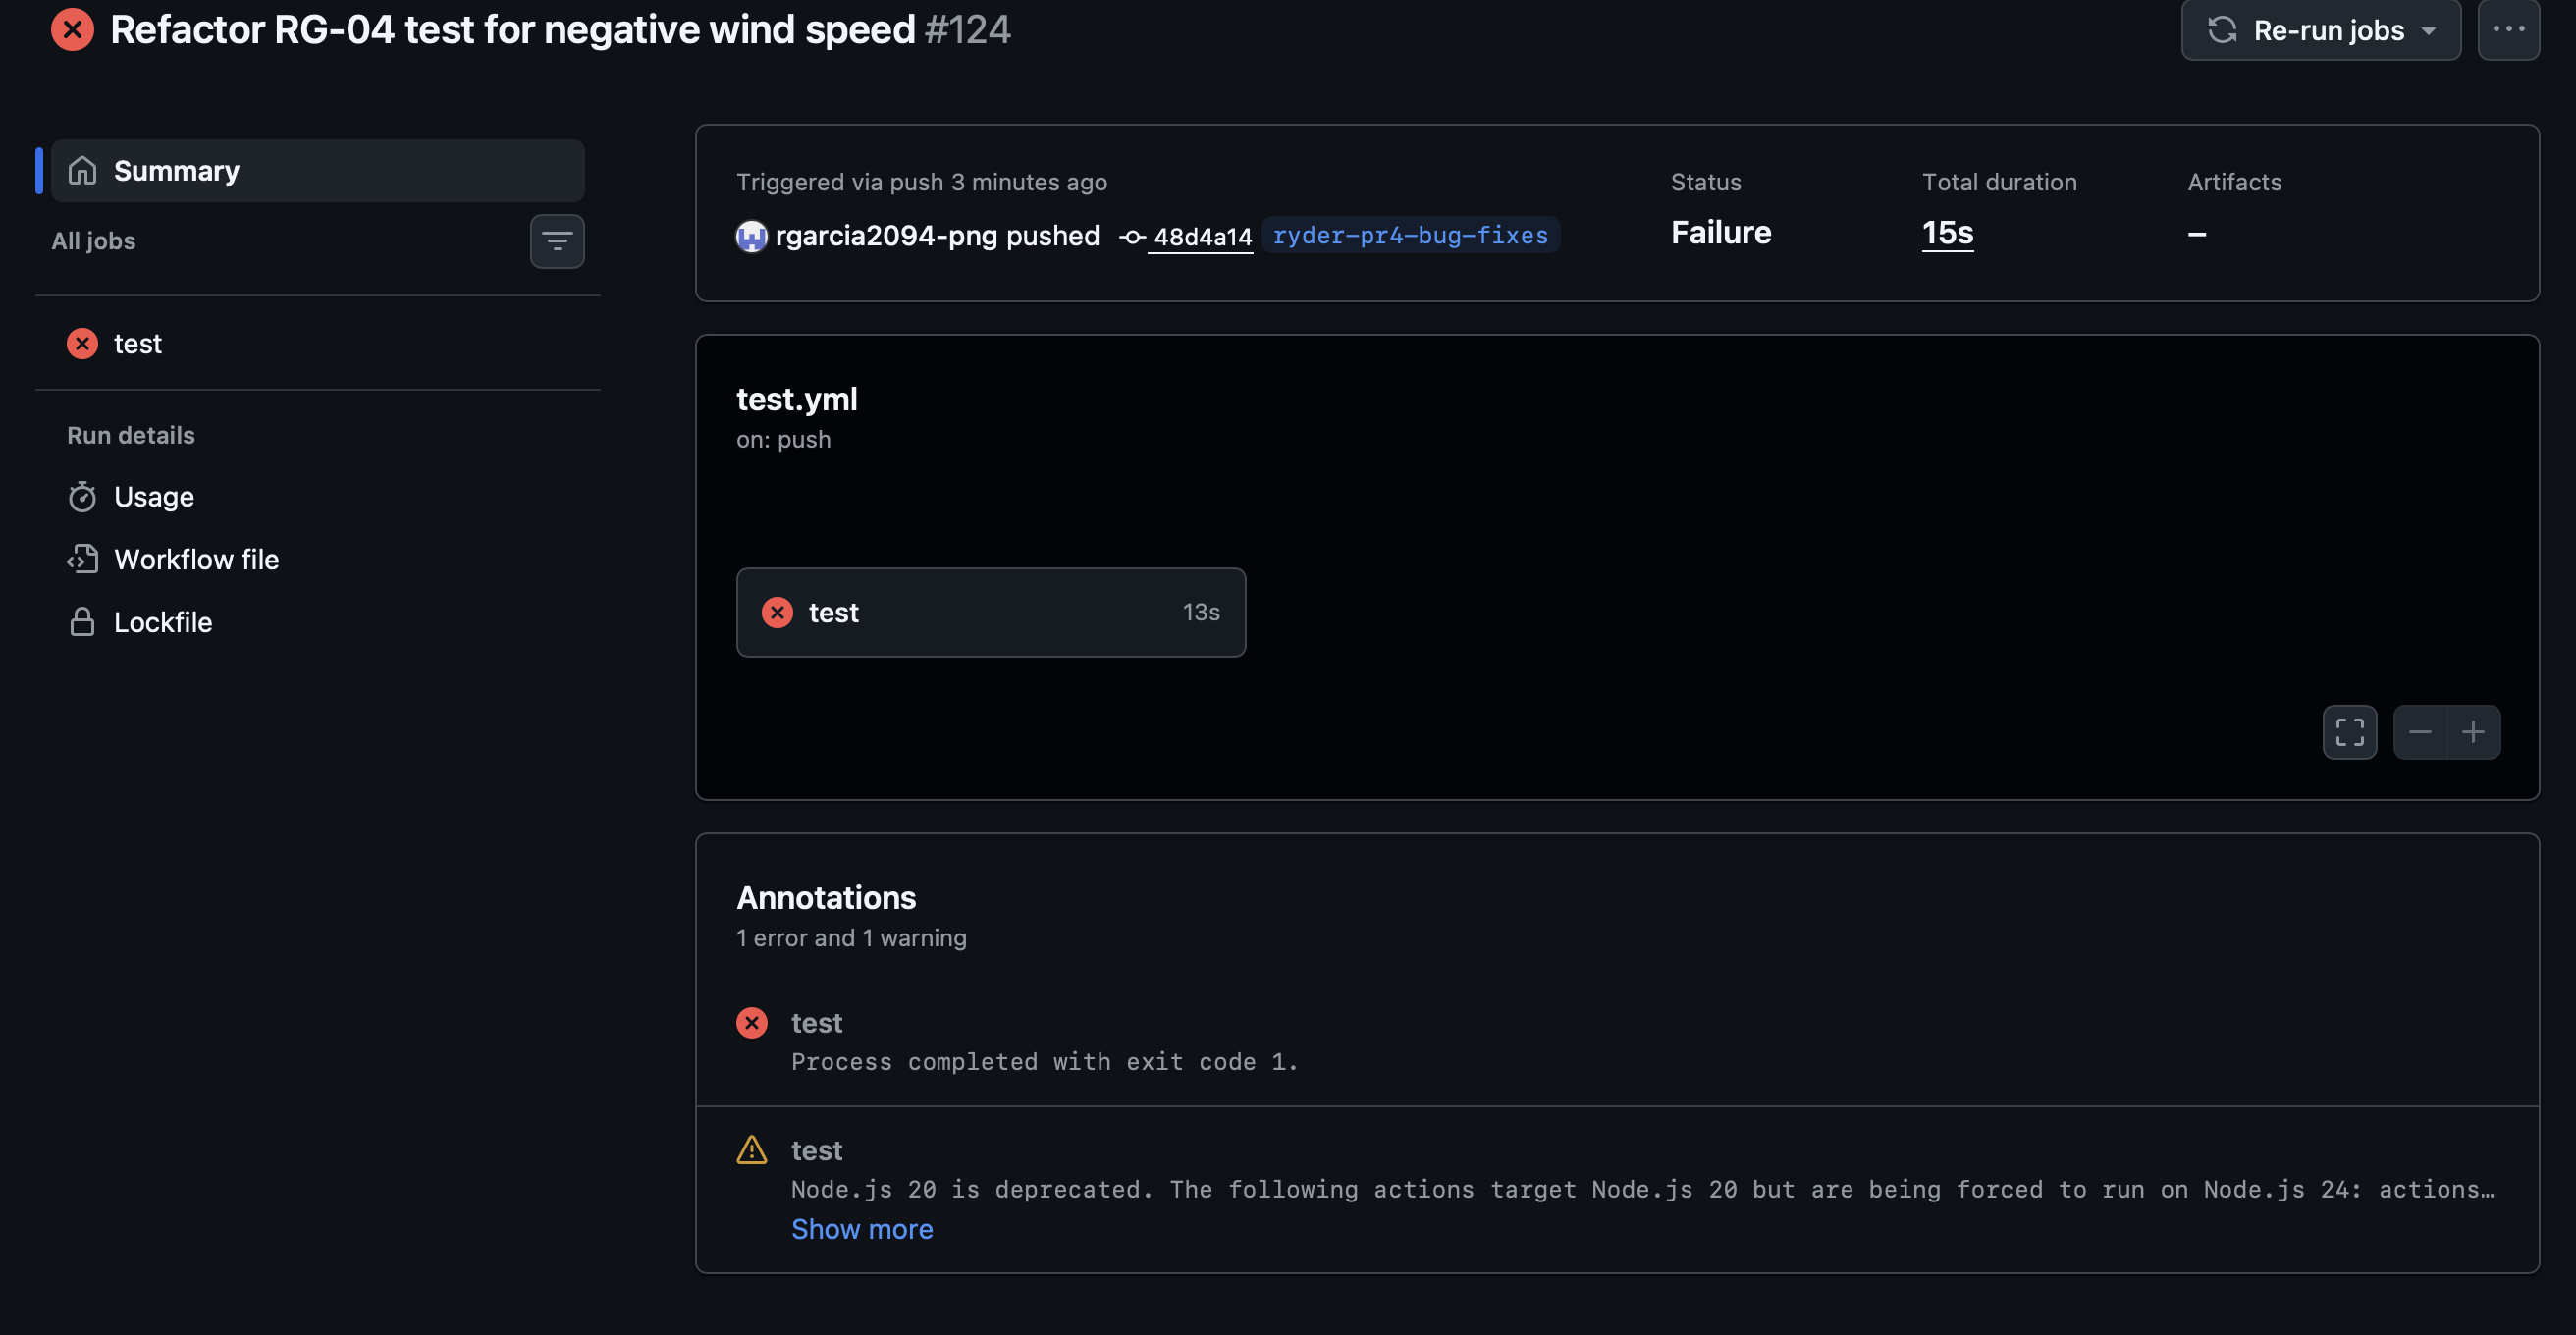 Refactor RG-04 test for negative wind speed #124
Re-run jobs
Summary
All jobs
test
Run details
Usage
Workflow file
Lockfile
Triggered via push 3 minutes ago
rgarcia2094-png pushed 48d4a14 ryder-pr4-bug-fixes
Status
Failure
Total duration
15s
Artifacts
–
test.yml
on: push
test 13s
Annotations
1 error and 1 warning
test
Process completed with exit code 1.
test
Node.js 20 is deprecated. The following actions target Node.js 20 but are being forced to run on Node.js 24: actions…
Show more